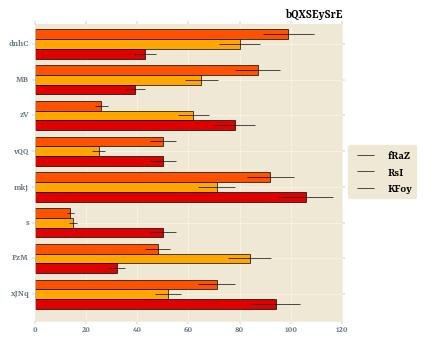 bQXSEySrE
dnhC
MB
zV
vQQ
mkJ
s
FzM
xJNq
0 20 40 60 80 100 120
fRaZ
RsI
KFoy